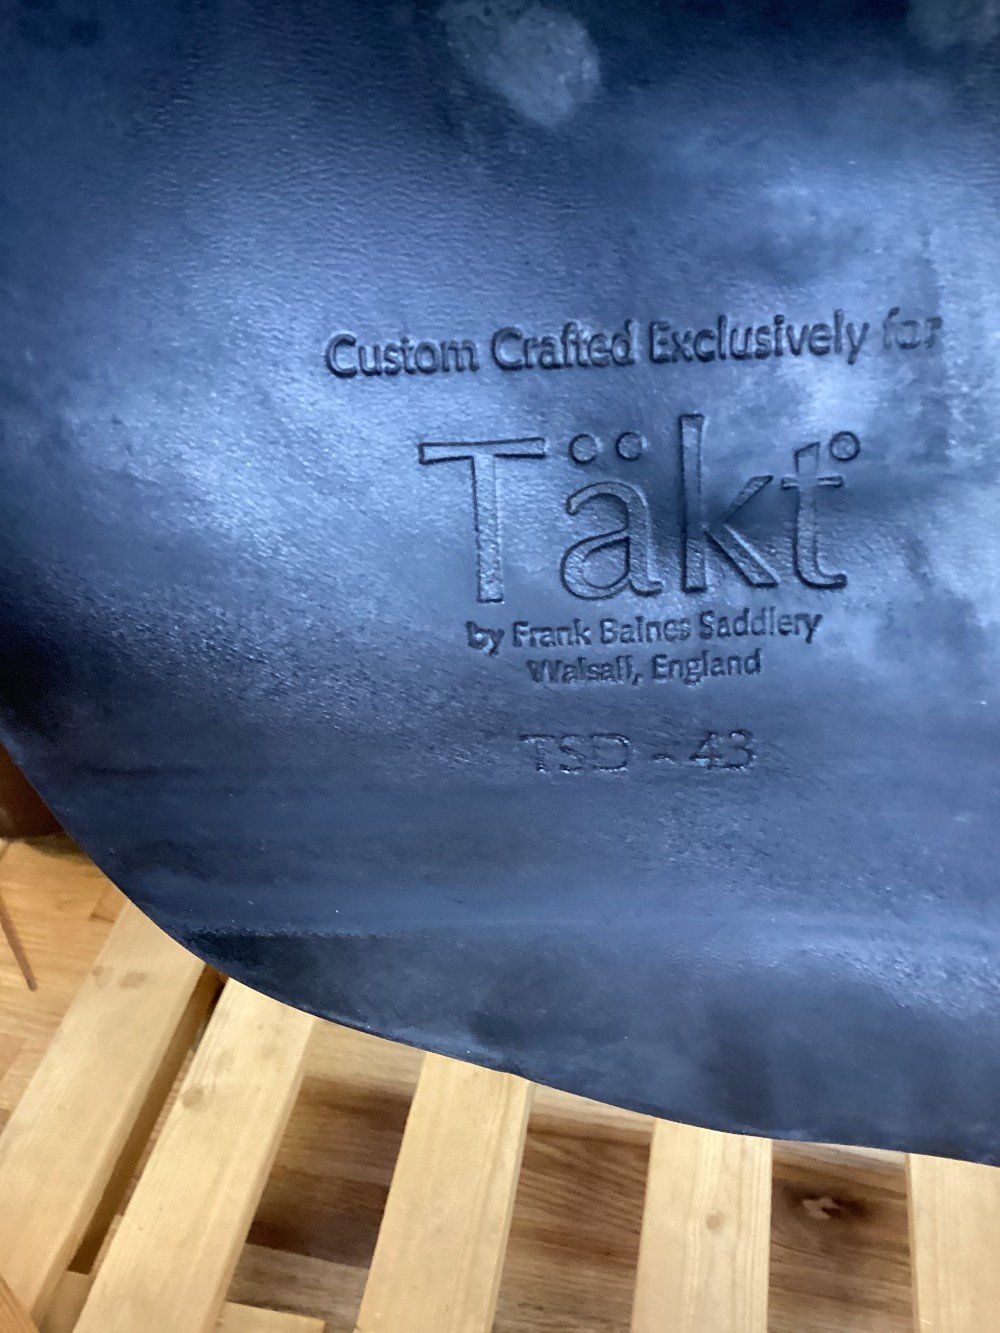 Custom Crafted Exclusively for
Täkt°
by Frank Baines Saddlery
Walsall, England
TSD - 43